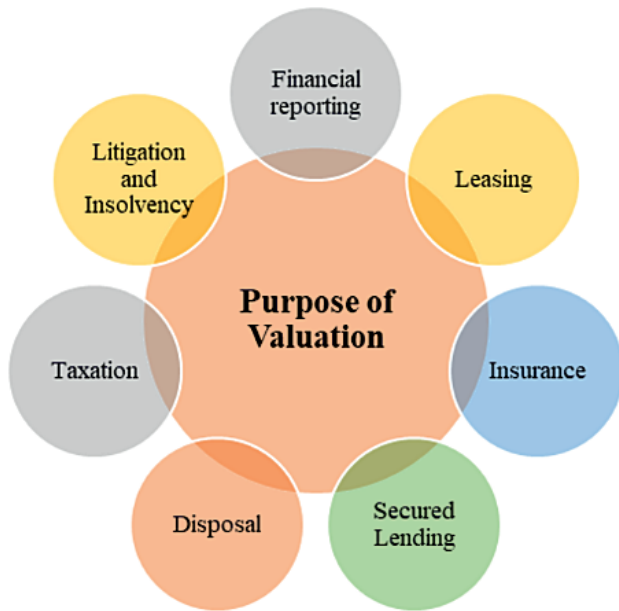 Financial
reporting
Leasing
Insurance
Secured
Lending
Disposal
Taxation
Litigation
and
Insolvency
Purpose of
Valuation